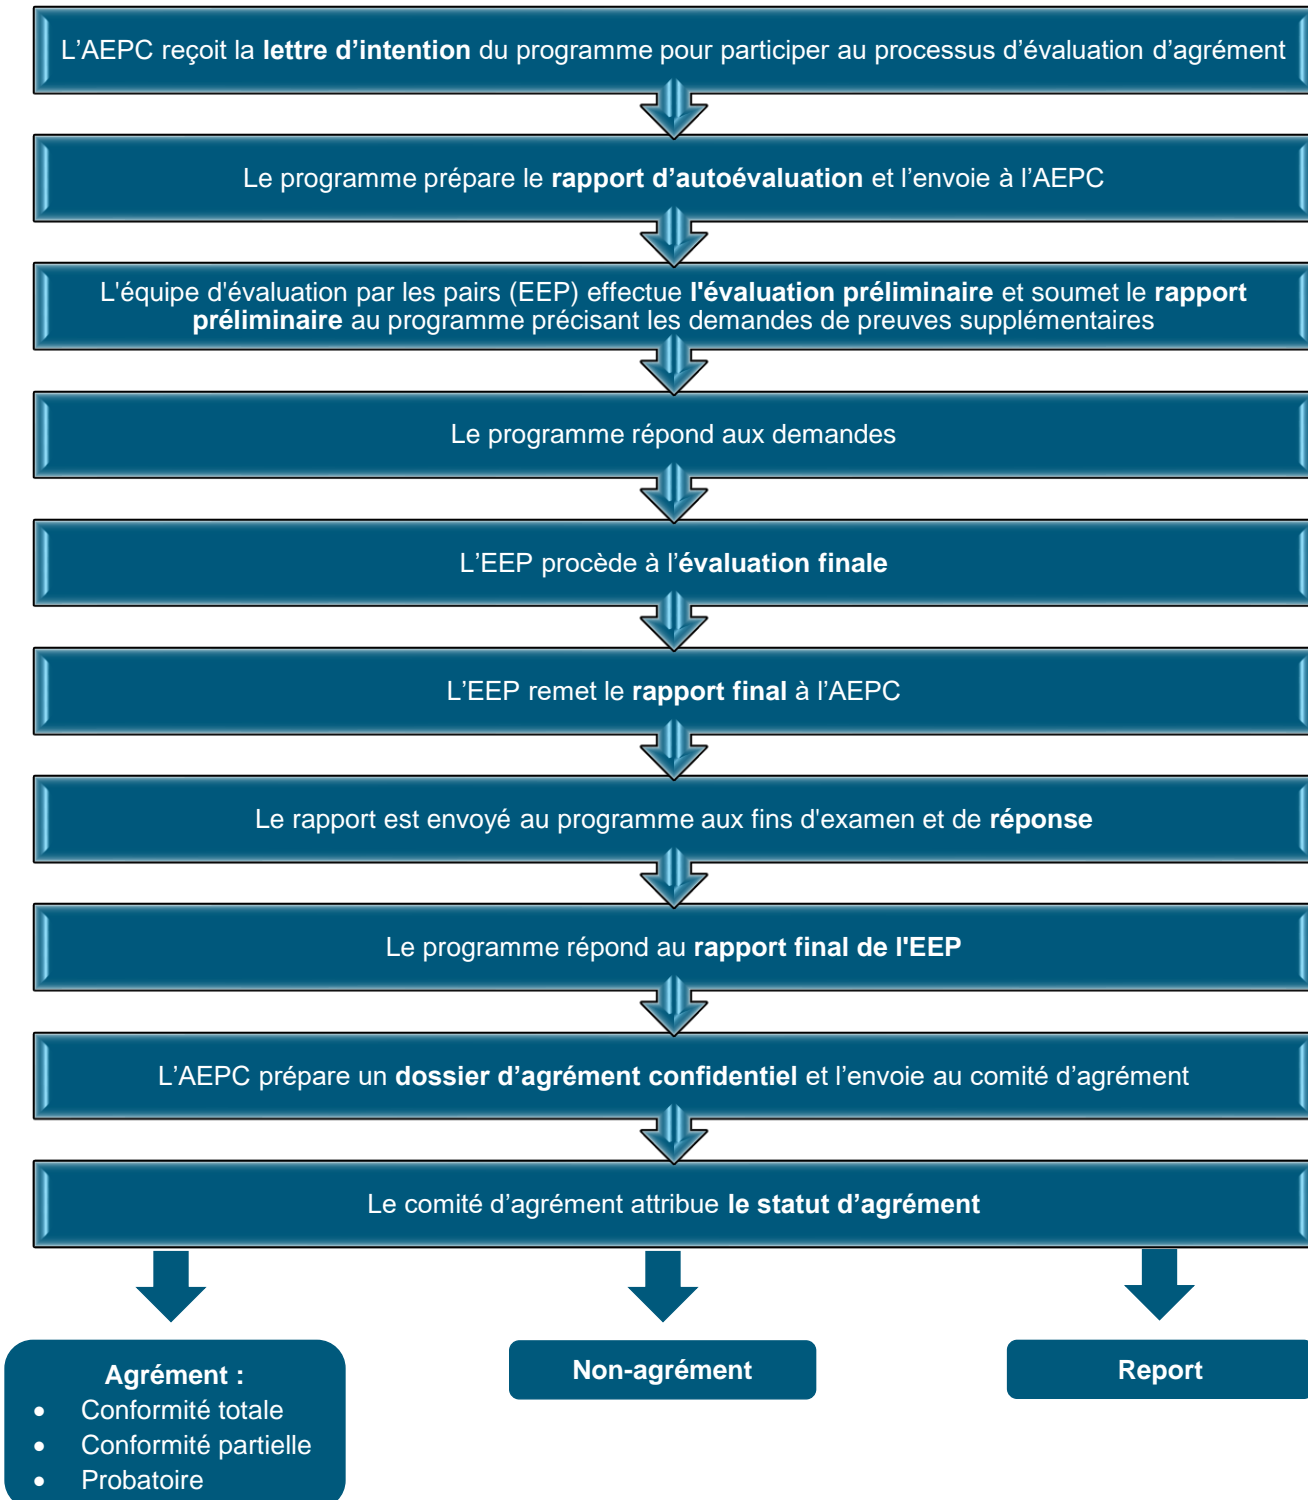 L’AEPC reçoit la lettre d’intention du programme pour participer au processus d’évaluation d’agrément
Le programme prépare le rapport d’autoévaluation et l’envoie à l’AEPC
L'équipe d'évaluation par les pairs (EEP) effectue l'évaluation préliminaire et soumet le rapport
préliminaire au programme précisant les demandes de preuves supplémentaires
Le programme répond aux demandes
L’EEP procède à l’évaluation finale
L’EEP remet le rapport final à l’AEPC
Le rapport est envoyé au programme aux fins d'examen et de réponse
Le programme répond au rapport final de l'EEP
L’AEPC prépare un dossier d’agrément confidentiel et l’envoie au comité d’agrément
Le comité d’agrément attribue le statut d’agrément
Agrément :
• Conformité totale
• Conformité partielle
• Probatoire
Non-agrément
Report